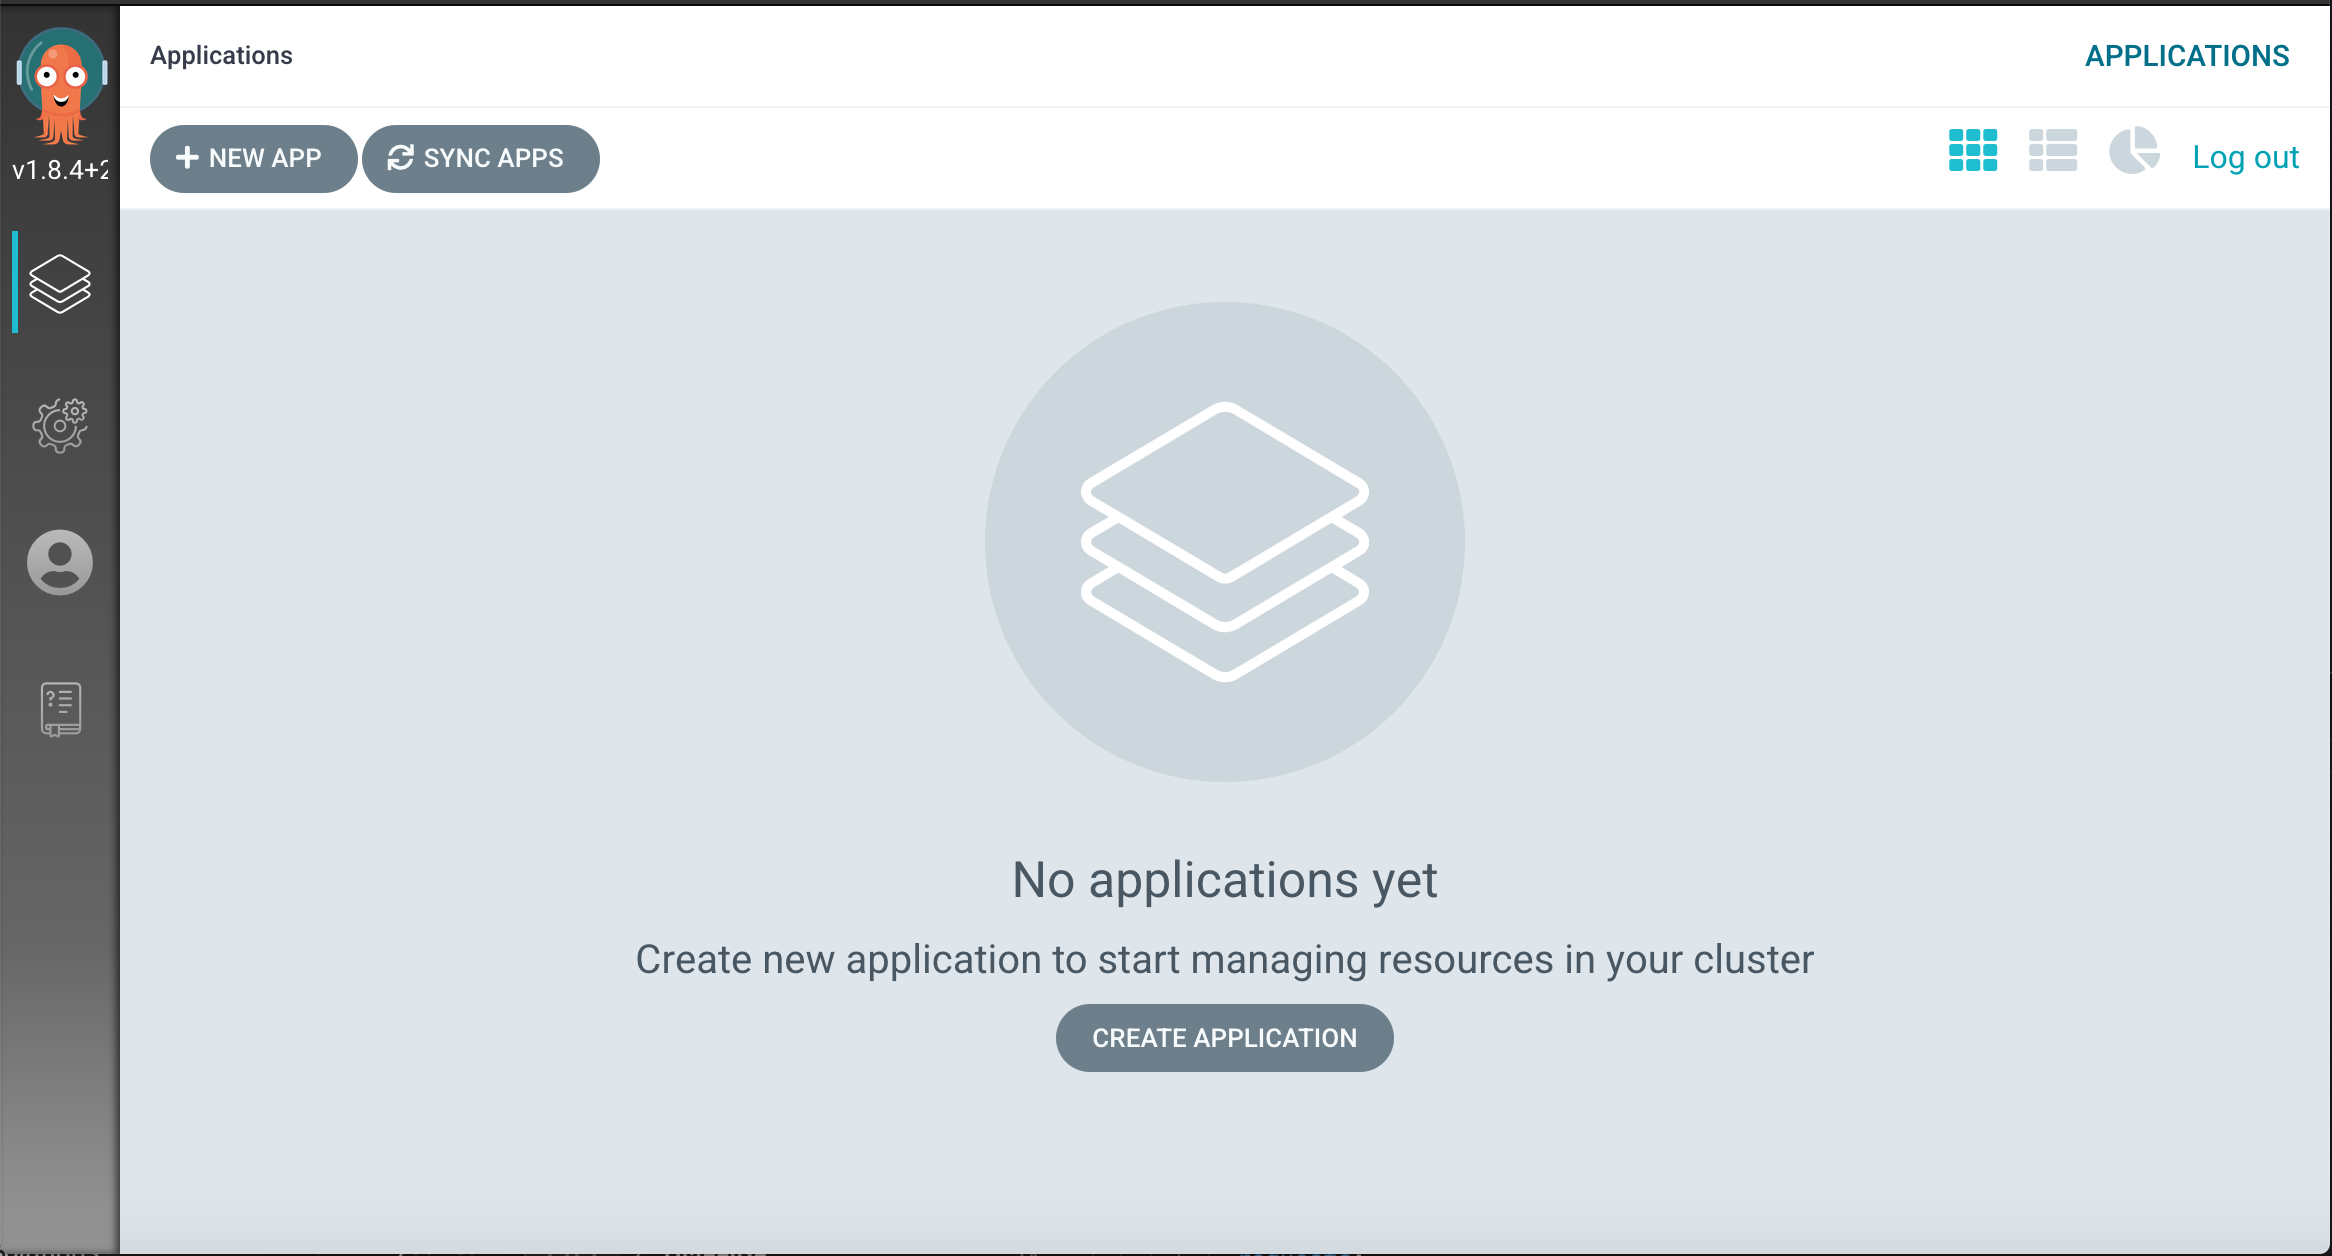 Applications
APPLICATIONS
NEW APP
SYNC APPS
Log out
v1.8.4+2
No applications yet
Create new application to start managing resources in your cluster
CREATE APPLICATION